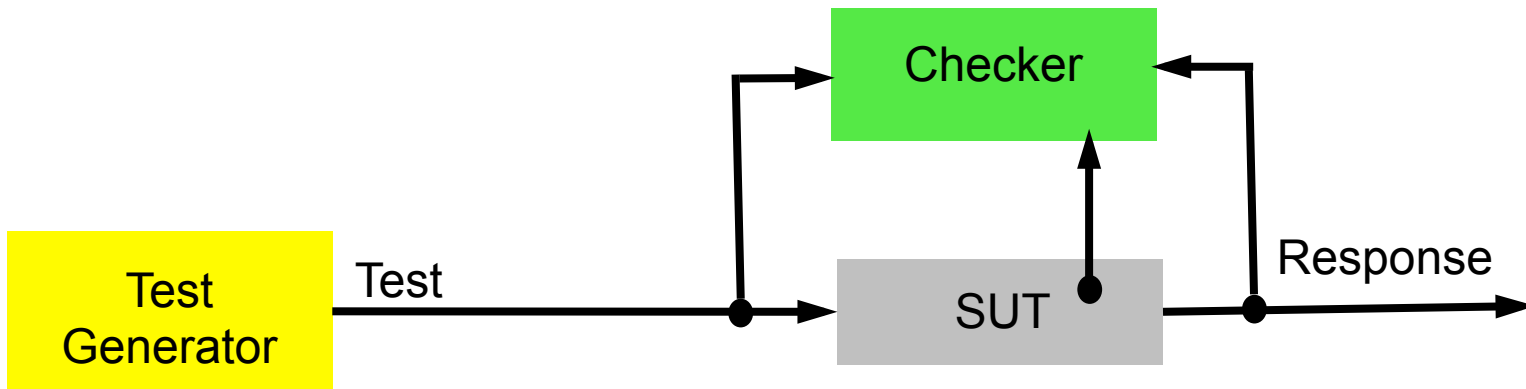 Checker
Test
Generator
Test
SUT
Response